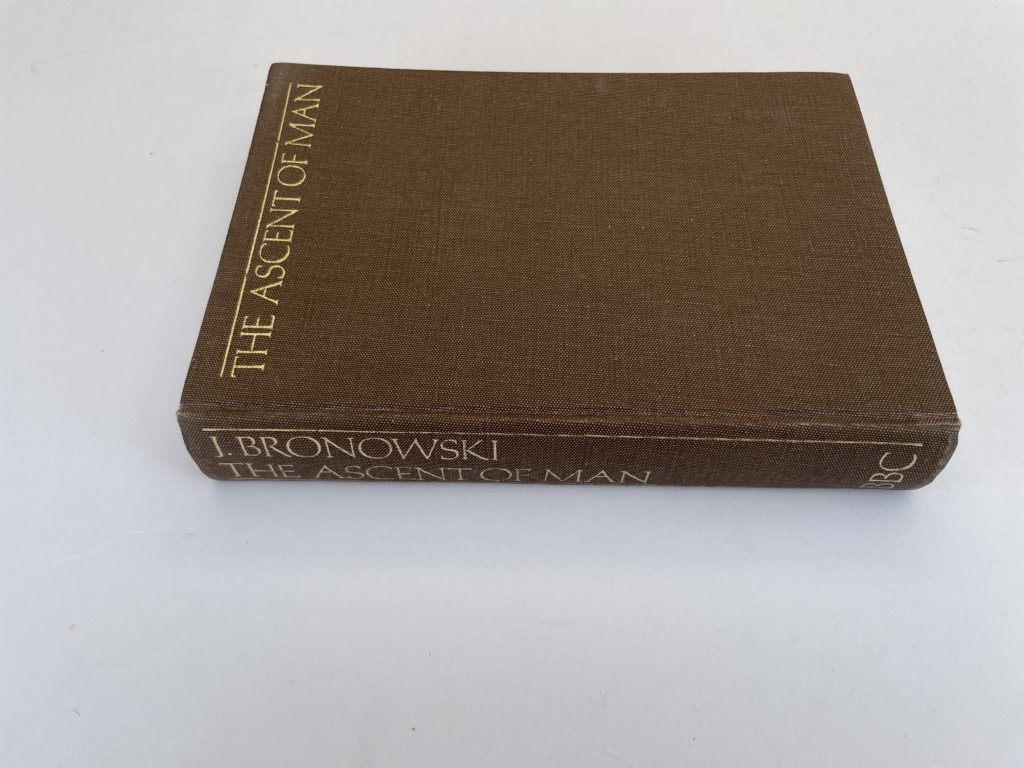 THE ASCENT OF MAN
J. BRONOWSKI
THE ASCENT OF MAN
BBC